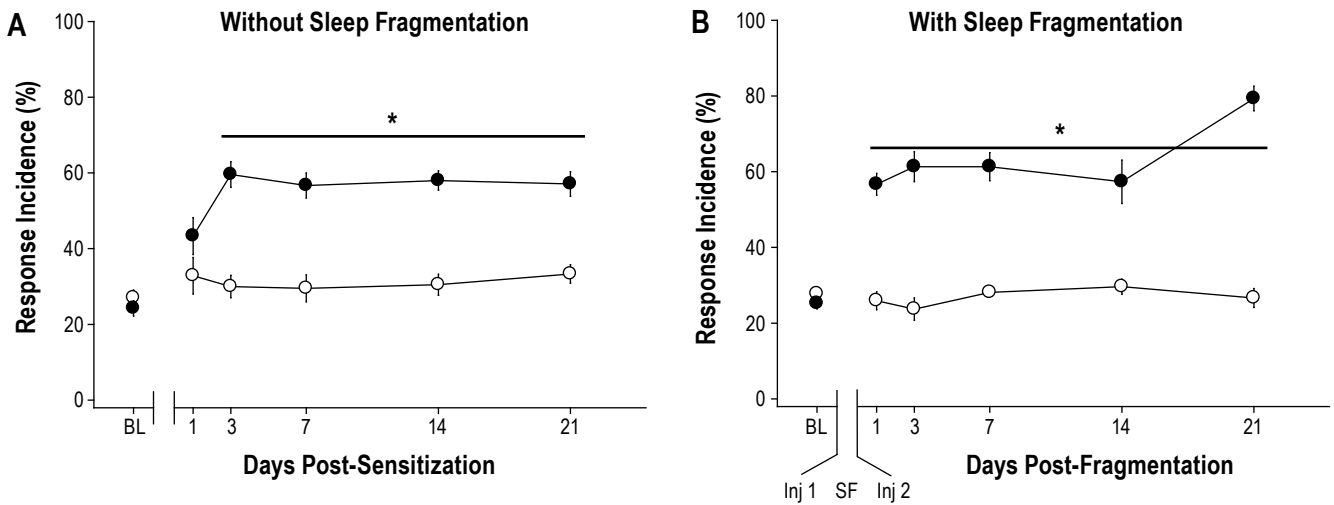 A
Without Sleep Fragmentation
Response Incidence (%)
100
80
60
40
20
0
*
BL 1 3 7 14 21
Days Post-Sensitization
B
With Sleep Fragmentation
Response Incidence (%)
100
80
60
40
20
0
*
BL 1 3 7 14 21
Days Post-Fragmentation
Inj 1 SF Inj 2